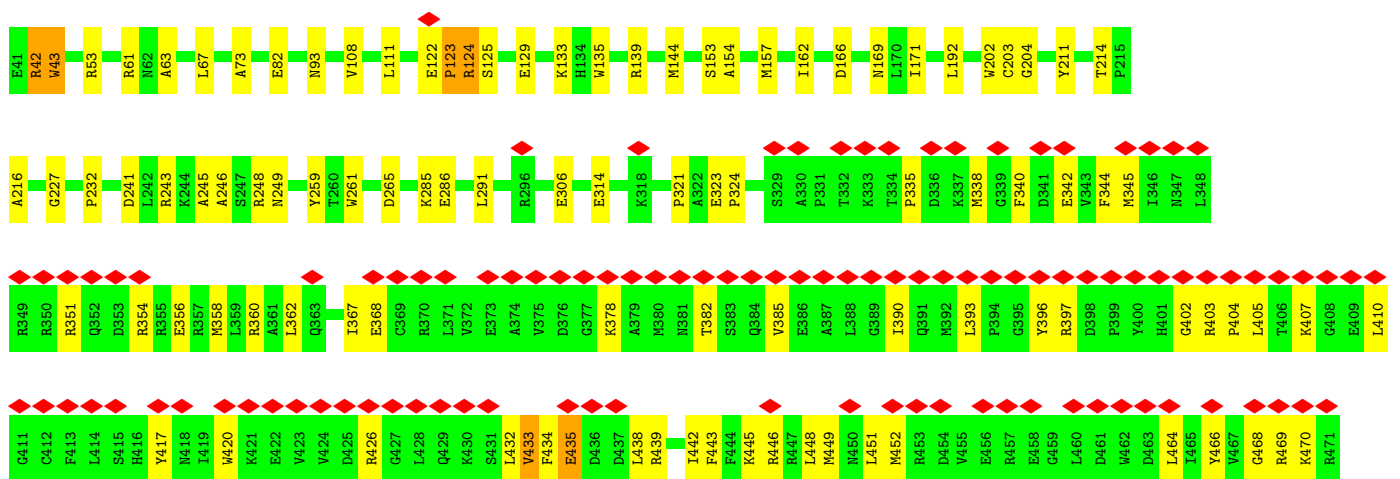 E41 R42 W43 R53 R61 N62 A63 L67 A73 E82 N93 V108 L111 E122 P123 R124 S125 E129 K133 H134 W135 R139 M144 S153 A154 M157 I162 D166 N169 L170 I171 L192 W202 C203 G204 Y211 T214 P215
A216 G227 P232 D241 L242 R243 K244 A245 A246 S247 R248 N249 Y259 T260 W261 D265 K285 E286 L291 R296 E306 E314 K318 P321 A322 E323 P324 S329 A330 P331 T332 K333 T334 P335 D336 K337 M338 G339 F340 D341 E342 V343 F344 M345 I346 N347 L348
R349 R350 R351 Q352 D353 R354 R355 E356 R357 M358 L359 R360 A361 L362 Q363 I367 E368 C369 R370 L371 V372 E373 A374 V375 D376 G377 K378 A379 M380 N381 T382 S383 Q384 V385 E386 A387 L388 G389 I390 Q391 M392 L393 P394 G395 Y396 R397 D398 P399 Y400 H401 G402 R403 P404 L405 T406 K407 G408 E409 L410
G411 C412 F413 L414 S415 H416 Y417 N418 I419 W420 K421 E422 V423 V424 D425 R426 G427 L428 Q429 K430 S431 L432 V433 F434 E435 D436 D437 L438 R439 I442 F443 F444 K445 R446 R447 L448 M449 N450 L451 M452 R453 D454 V455 E456 R457 E458 G459 L460 D461 W462 D463 L464 I465 Y466 V467 G468 R469 K470 R471